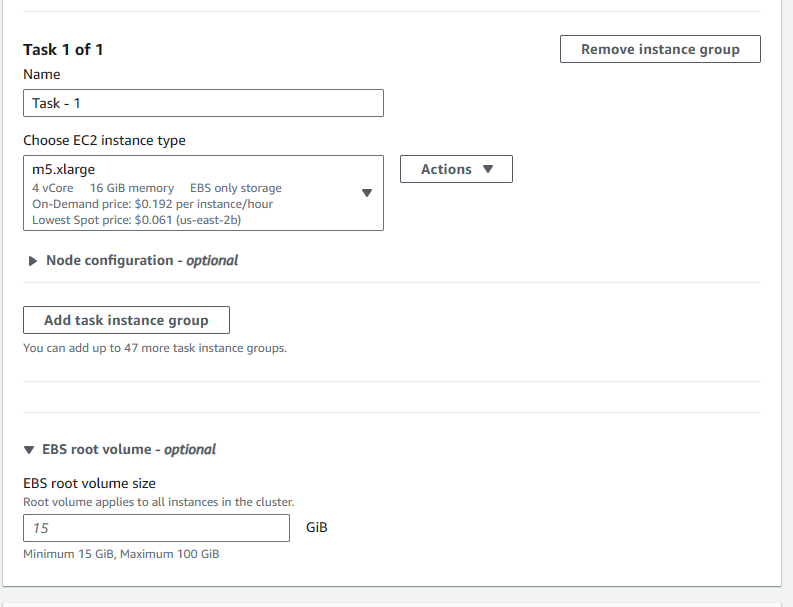 Task 1 of 1
Remove instance group
Name
Task - 1
Choose EC2 instance type
m5.xlarge
4 vCore 16 GiB memory EBS only storage
On-Demand price: $0.192 per instance/hour
Lowest Spot price: $0.061 (us-east-2b)
Actions
Node configuration - optional
Add task instance group
You can add up to 47 more task instance groups.
EBS root volume - optional
EBS root volume size
Root volume applies to all instances in the cluster.
15 GiB
Minimum 15 GiB, Maximum 100 GiB